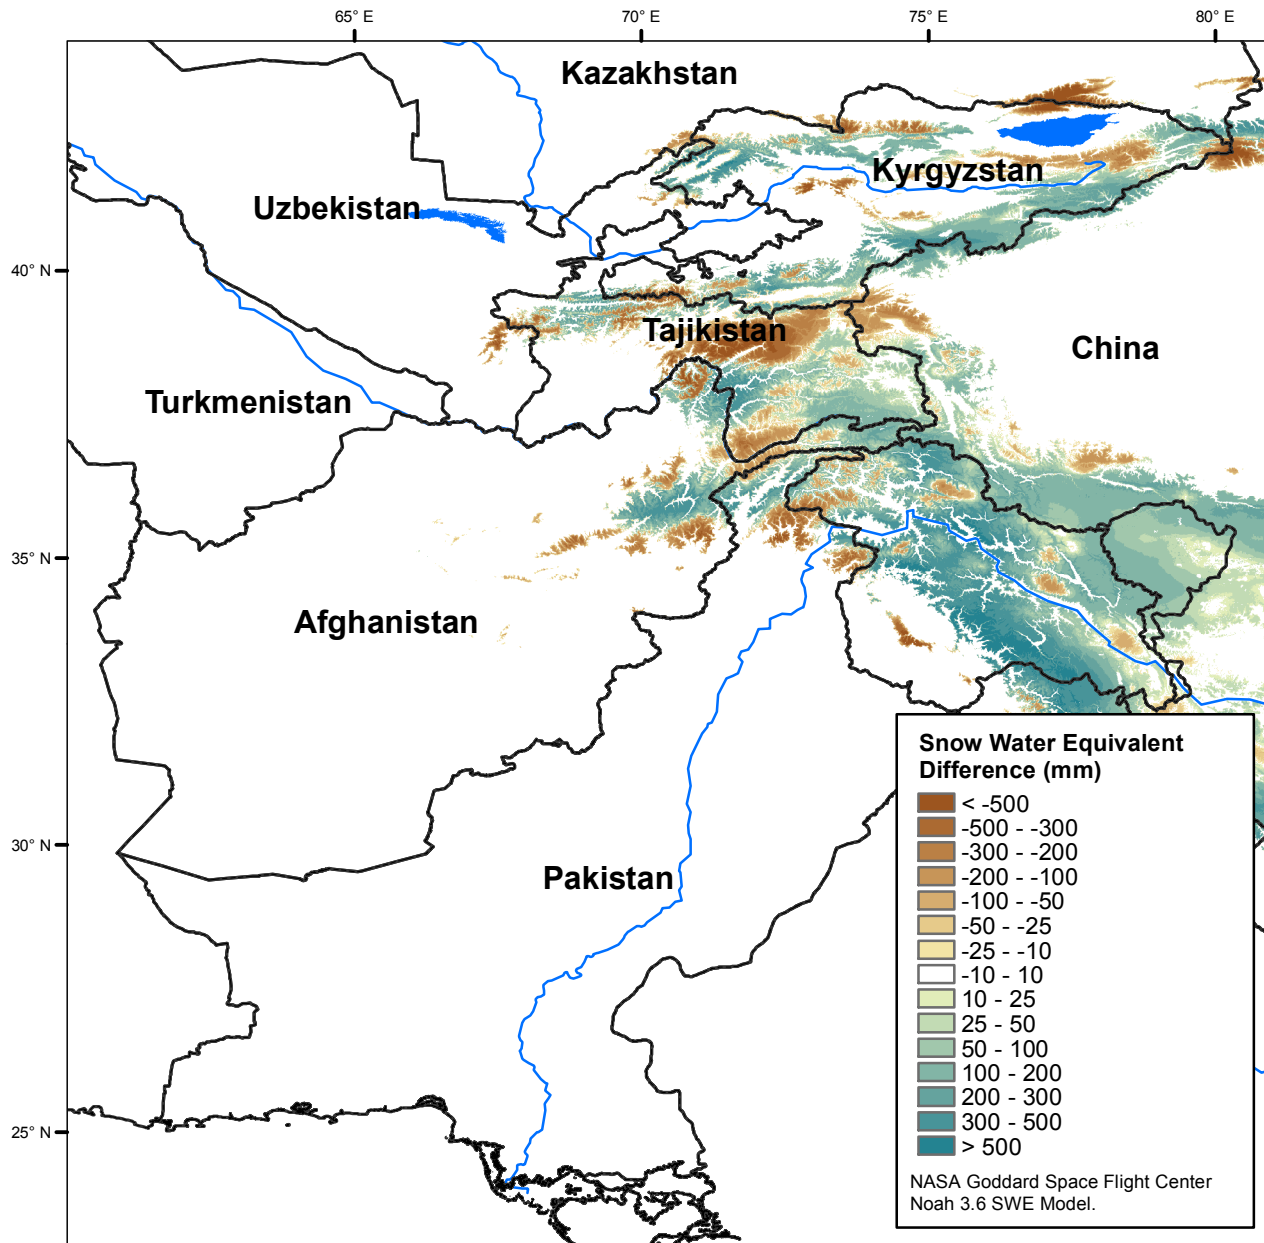 65° E
70° E
75° E
80° E
Kazakhstan
Kyrgyzstan
Uzbekistan
40° N
Tajikistan
China
Turkmenistan
35° N
Afghanistan
Snow Water Equivalent
Difference (mm)
< -500
-500 - -300
-300 - -200
-200 - -100
-100 - -50
-50 - -25
-25 - -10
-10 - 10
10 - 25
25 - 50
50 - 100
100 - 200
200 - 300
300 - 500
> 500
30° N
Pakistan
25° N
NASA Goddard Space Flight Center
Noah 3.6 SWE Model.